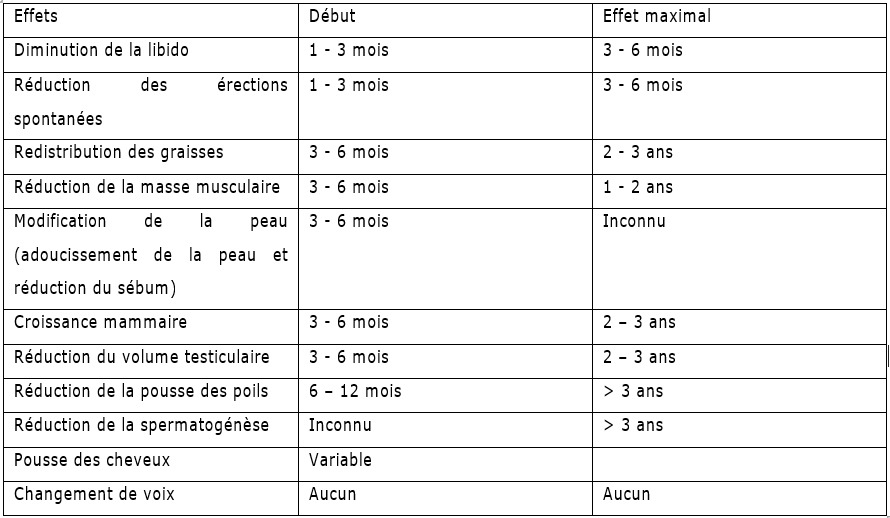 Effets Début Effet maximal
Diminution de la libido 1 - 3 mois 3 - 6 mois
Réduction des érections 1 - 3 mois 3 - 6 mois
spontanées
Redistribution des graisses 3 - 6 mois 2 - 3 ans
Réduction de la masse musculaire 3 - 6 mois 1 - 2 ans
Modification de la peau 3 - 6 mois Inconnu
(adoucissement de la peau et
réduction du sébum)
Croissance mammaire 3 - 6 mois 2 – 3 ans
Réduction du volume testiculaire 3 - 6 mois 2 – 3 ans
Réduction de la pousse des poils 6 – 12 mois > 3 ans
Réduction de la spermatogénèse Inconnu > 3 ans
Pousse des cheveux Variable
Changement de voix Aucun Aucun